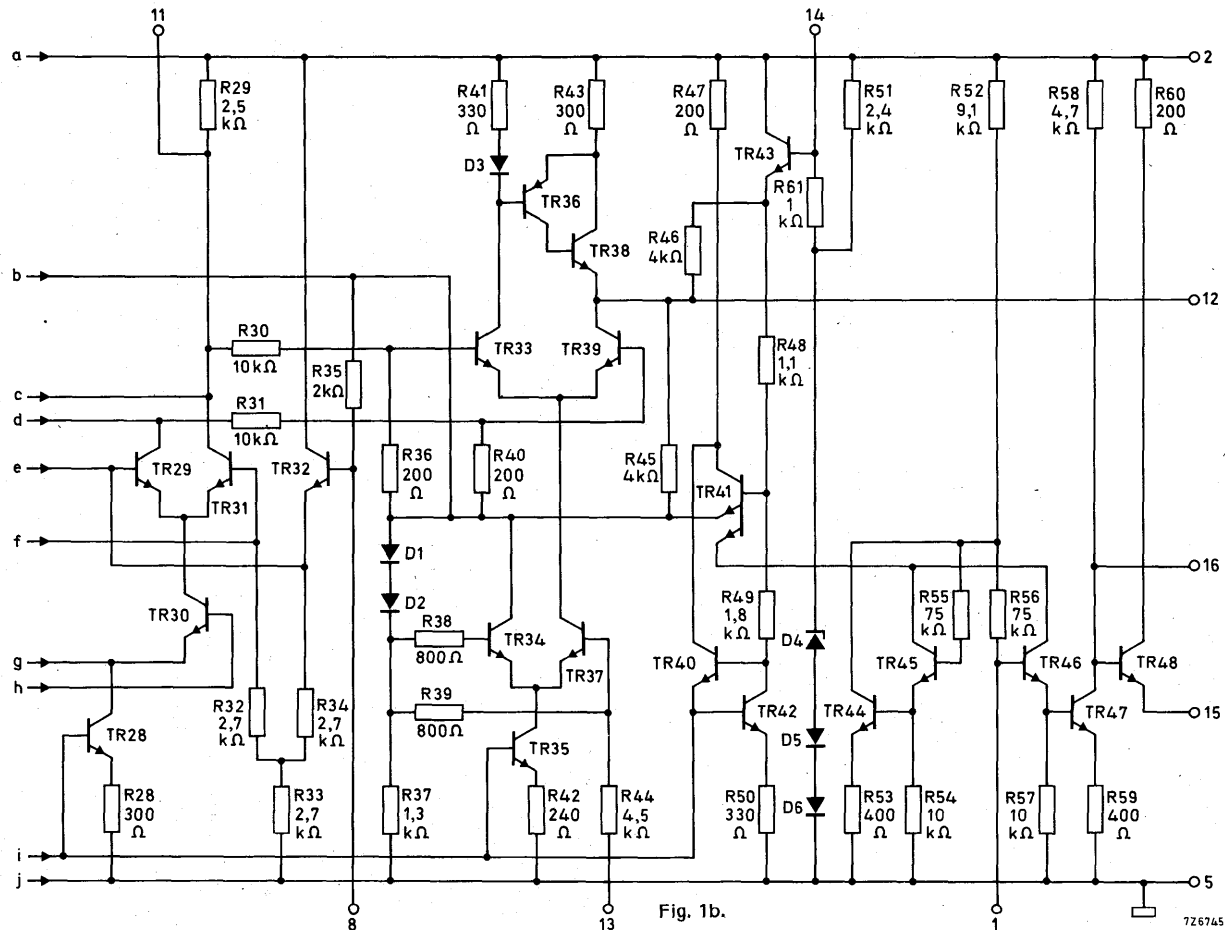 11
14
a
2
R29
2,5
kΩ
R41
330
Ω
R43
300
Ω
R47
200
Ω
R51
2,4
kΩ
R52
9,1
kΩ
R58
4,7
kΩ
R60
200
Ω
D3
TR36
TR43
R61
1
kΩ
TR38
R46
4kΩ
b
12
R30
10kΩ
TR33
TR39
R48
1,1
kΩ
R35
2kΩ
c
d
R31
10kΩ
e
TR29
TR31
TR32
R36
200
Ω
R40
200
Ω
R45
4kΩ
TR41
f
16
D1
D2
TR30
R38
800Ω
TR34
TR37
R49
1,8
kΩ
D4
R55
75
kΩ
R56
75
kΩ
TR40
TR45
TR46
TR48
g
h
R32
2,7
kΩ
R34
2,7
kΩ
R39
800Ω
TR28
TR35
TR42
TR44
TR47
15
D5
R28
300
Ω
R33
2,7
kΩ
R37
1,3
kΩ
R42
240
Ω
R44
4,5
kΩ
R50
330
Ω
D6
R53
400
Ω
R54
10
kΩ
R57
10
kΩ
R59
400
Ω
i
j
5
8
13
Fig. 1b.
1
7Z6745